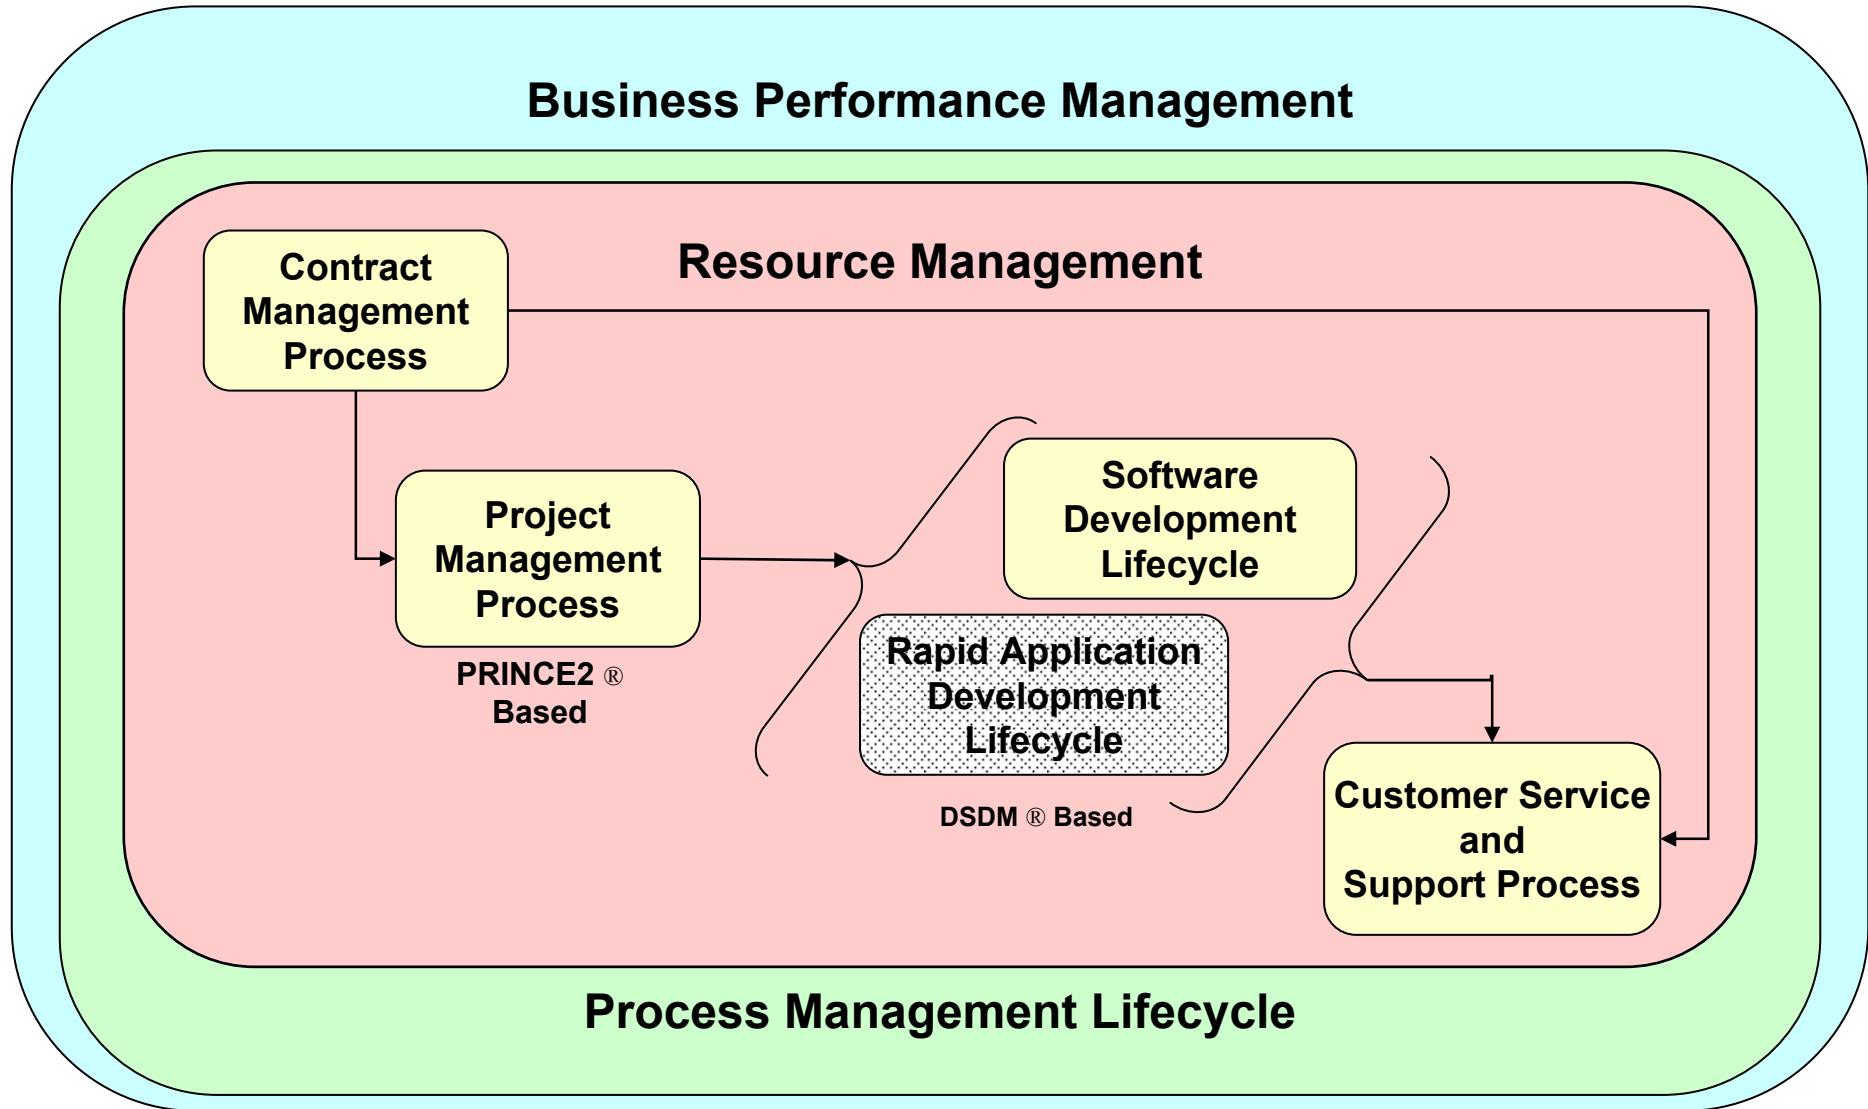 Business Performance Management
Resource Management
Contract
Management
Process
Project
Management
Process
PRINCE2 ®
Based
Software
Development
Lifecycle
Rapid Application
Development
Lifecycle
DSDM ® Based
Customer Service
and
Support Process
Process Management Lifecycle